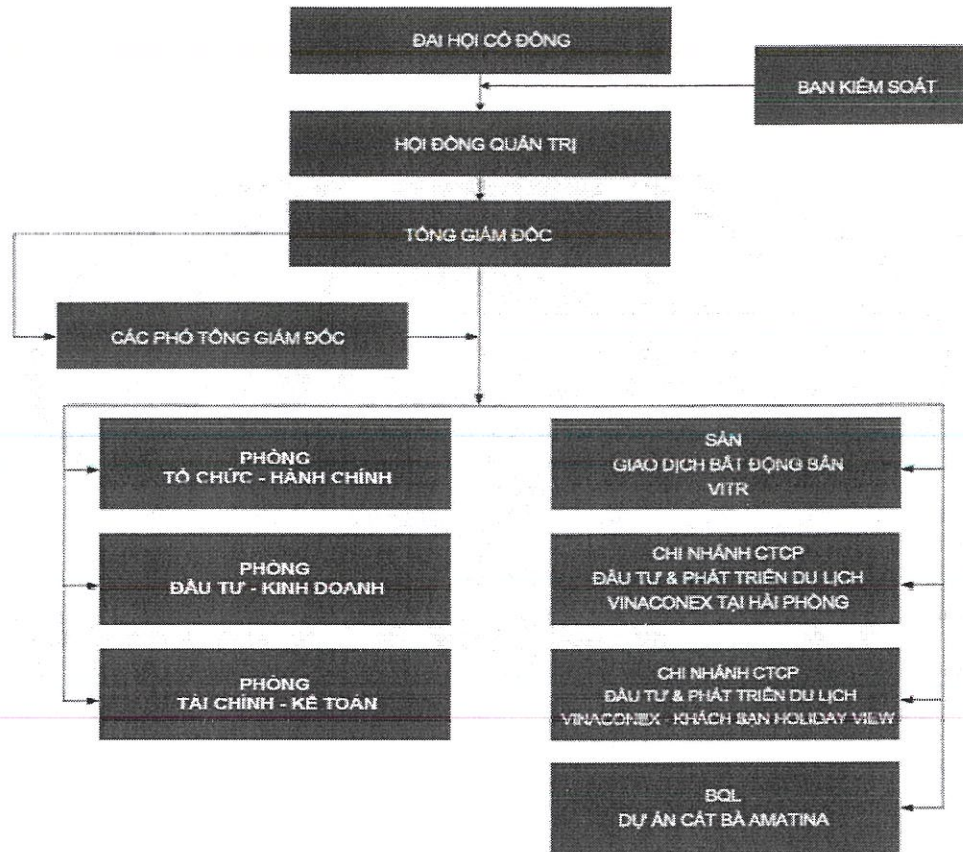 ĐẠI HỘI CỔ ĐÔNG
BAN KIỂM SOÁT
HỘI ĐỒNG QUẢN TRỊ
TỔNG GIÁM ĐỐC
CÁC PHÓ TỔNG GIÁM ĐỐC
PHÒNG
TỔ CHỨC - HÀNH CHÍNH
SÀN
GIAO DỊCH BẤT ĐỘNG SẢN
VITR
PHÒNG
ĐẦU TƯ - KINH DOANH
CHI NHÁNH CTCP
ĐẦU TƯ & PHÁT TRIỂN DU LỊCH
VINACONEX TẠI HẢI PHÒNG
PHÒNG
TÀI CHÍNH - KẾ TOÁN
CHI NHÁNH CTCP
ĐẦU TƯ & PHÁT TRIỂN DU LỊCH
VINACONEX - KHÁCH SẠN HOLIDAY VIEW
BQL
DỰ ÁN CÁT BÀ AMATINA